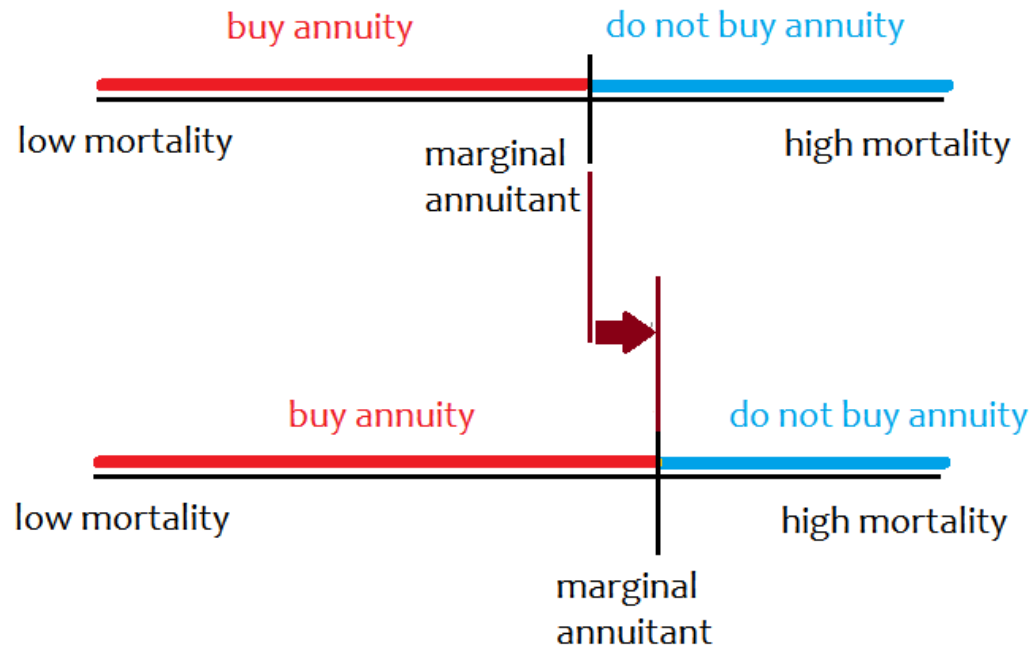 buy annuity
do not buy annuity
low mortality
marginal
annuitant
high mortality
buy annuity
do not buy annuity
low mortality
high mortality
marginal
annuitant